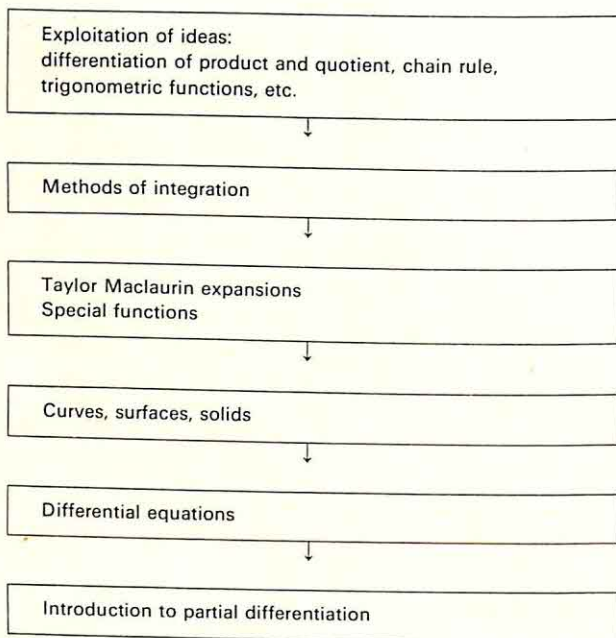 Exploitation of ideas:
differentiation of product and quotient, chain rule,
trigonometric functions, etc.
Methods of integration
Taylor Maclaurin expansions
Special functions
Curves, surfaces, solids
Differential equations
Introduction to partial differentiation